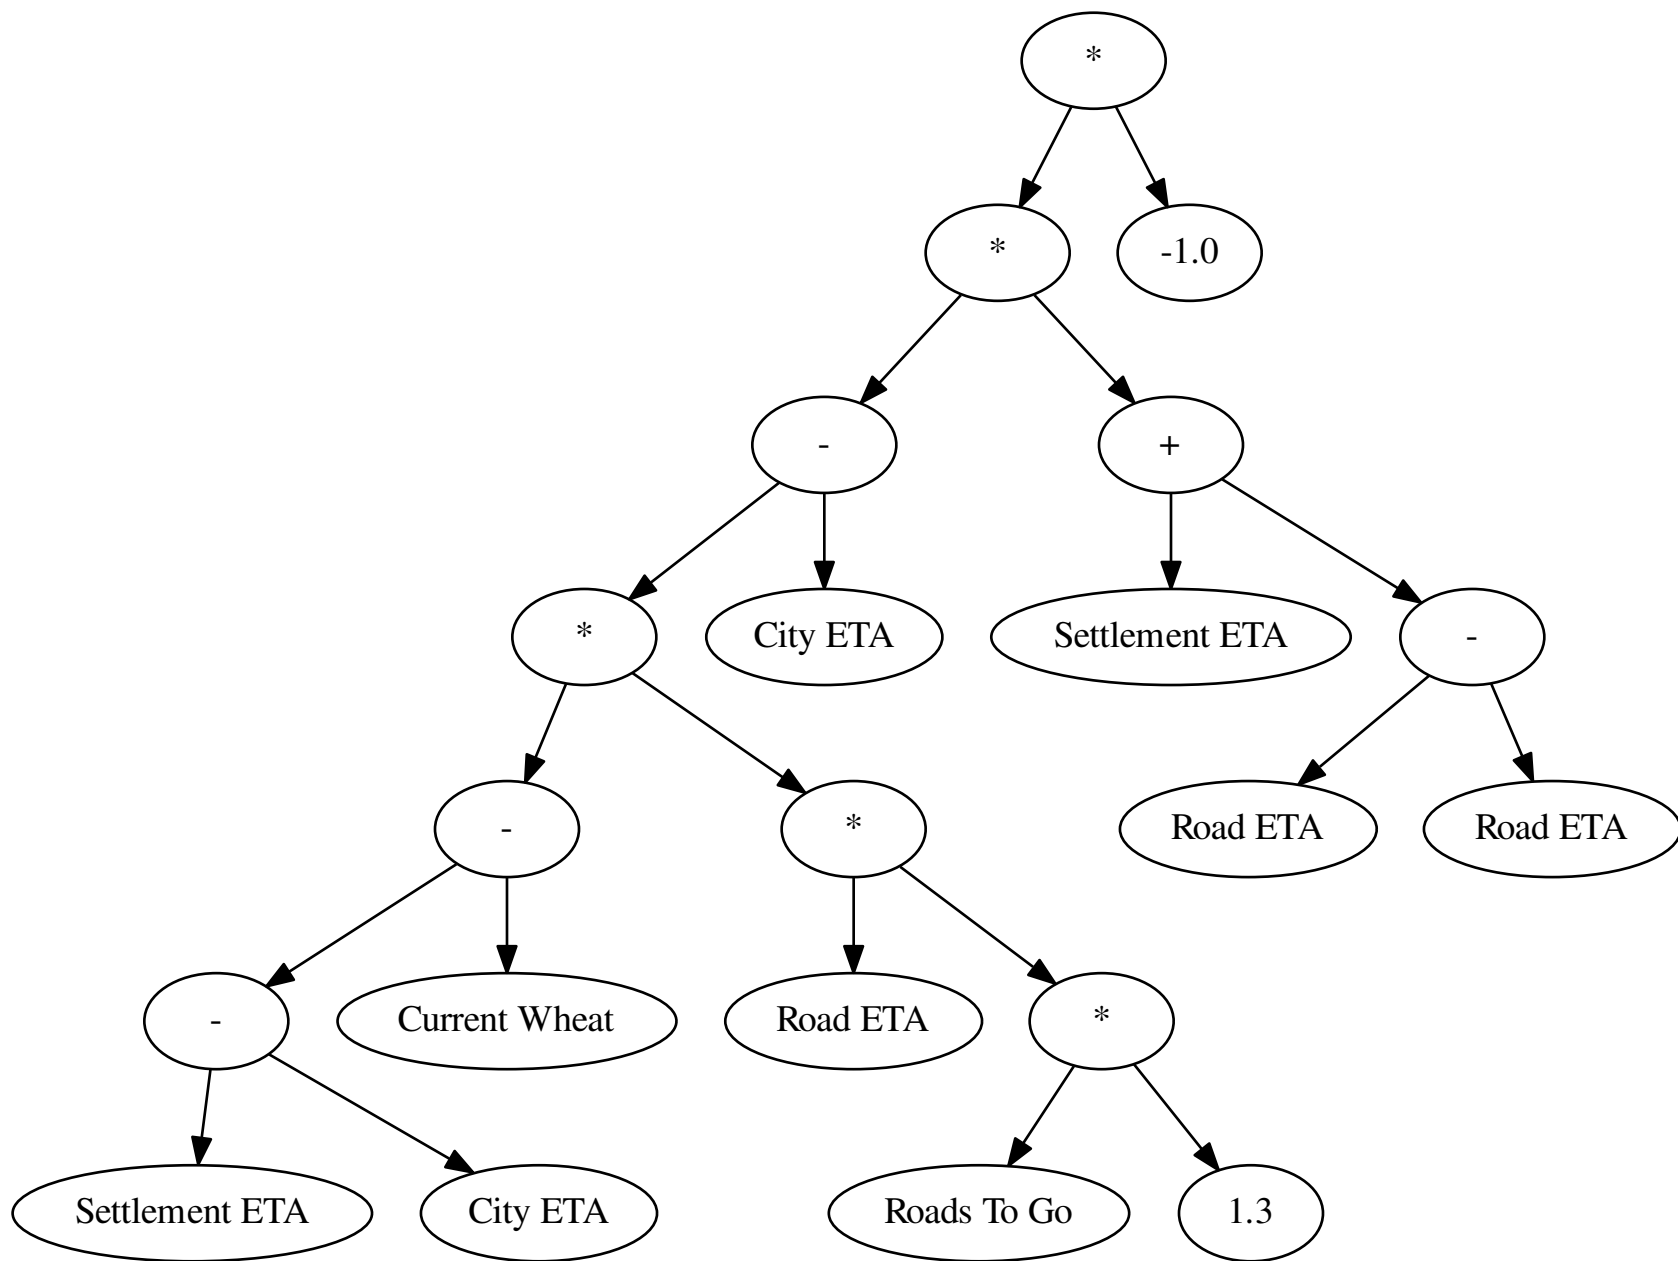 *
*
-1.0
-
+
*
City ETA
Settlement ETA
-
-
*
Road ETA
Road ETA
-
Current Wheat
Road ETA
*
Settlement ETA
City ETA
Roads To Go
1.3